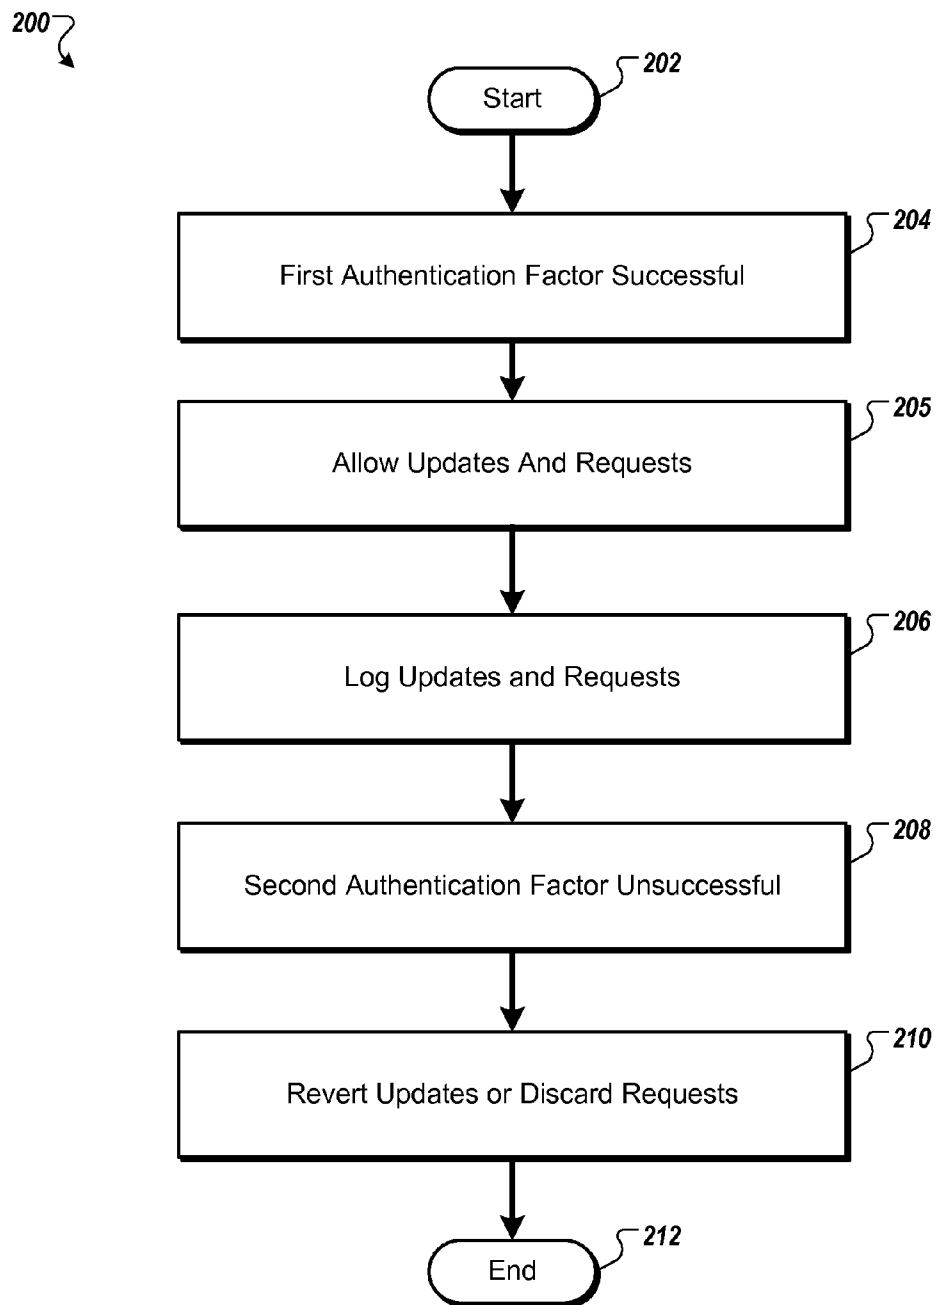 200
202
Start
204
First Authentication Factor Successful
205
Allow Updates And Requests
206
Log Updates and Requests
208
Second Authentication Factor Unsuccessful
210
Revert Updates or Discard Requests
212
End